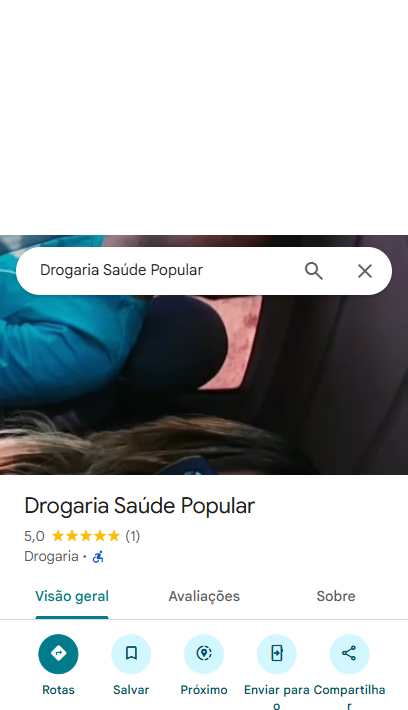 Drogaria Saúde Popular
Drogaria Saúde Popular
5,0 (1)
Drogaria ·
Visão geral Avaliações Sobre
Rotas Salvar Próximo Enviar para o Compartilhar